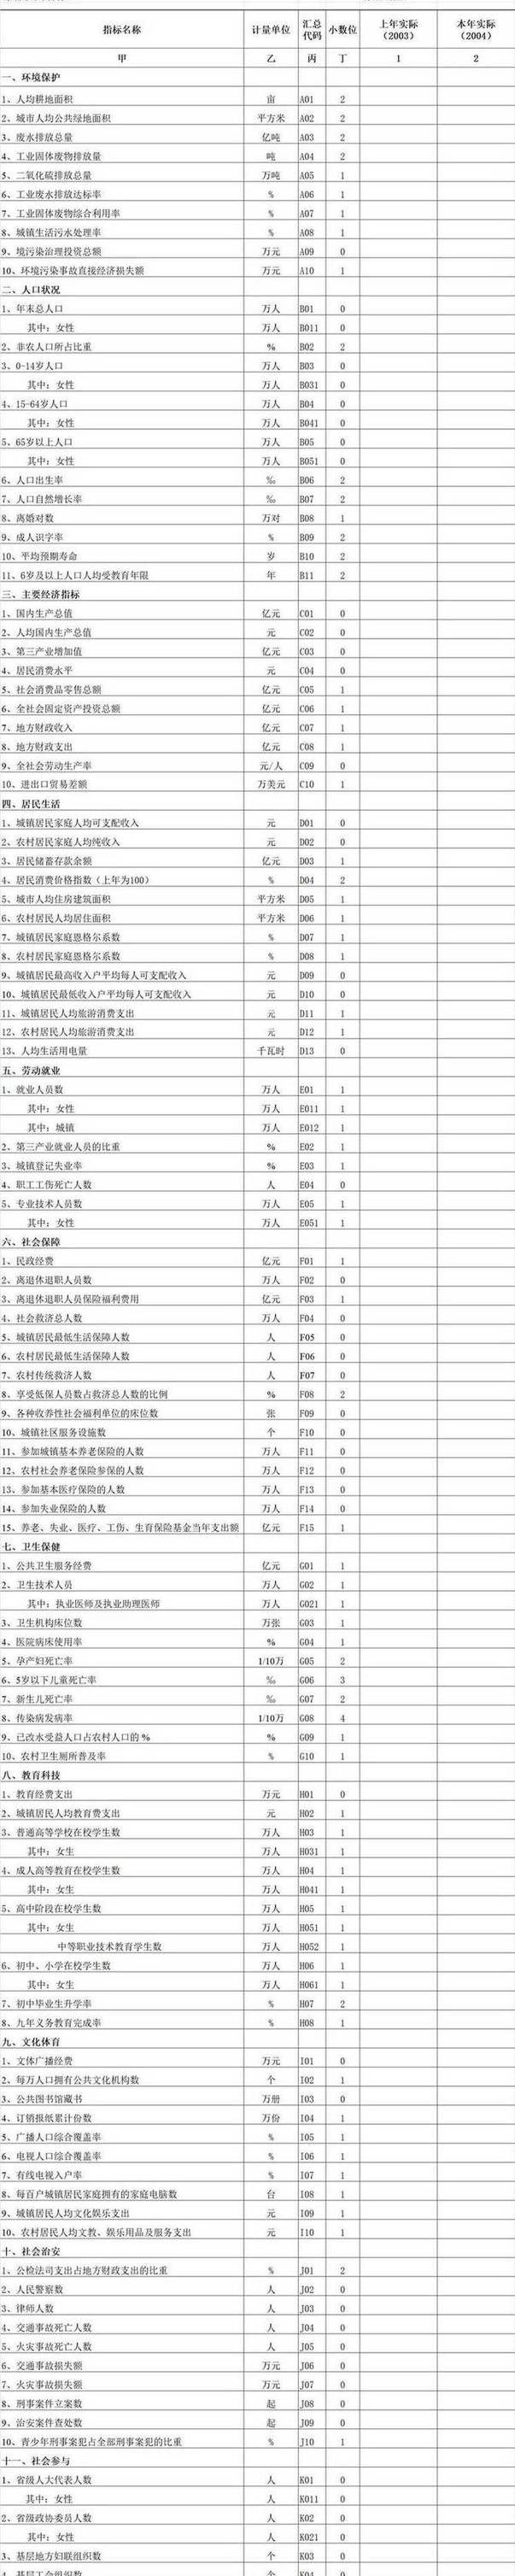 指标名称 计量单位 汇总代码 小数位 上年实际（2003） 本年实际（2004）
甲 乙 丙 丁 1 2
一、环境保护
1、人均耕地面积 亩 A01 2
2、城市人均公共绿地面积 平方米 A02 2
3、废水排放总量 亿吨 A03 2
4、工业固体废物排放量 吨 A04 2
5、二氧化硫排放总量 万吨 A05 1
6、工业废水排放达标率 % A06 1
7、工业固体废物综合利用率 % A07 1
8、城镇生活污水处理率 % A08 1
9、境污染治理投资总额 万元 A09 0
10、环境污染事故直接经济损失额 万元 A10 1
二、人口状况
1、年末总人口 万人 B01 0
其中：女性 万人 B011 0
2、非农人口所占比重 % B02 2
3、0-14岁人口 万人 B03 0
其中：女性 万人 B031 0
4、15-64岁人口 万人 B04 0
其中：女性 万人 B041 0
5、65岁以上人口 万人 B05 0
其中：女性 万人 B051 0
6、人口出生率 ‰ B06 2
7、人口自然增长率 ‰ B07 2
8、离婚对数 万对 B08 1
9、成人识字率 % B09 2
10、平均预期寿命 岁 B10 2
11、6岁及以上人口人均受教育年限 年 B11 2
三、主要经济指标
1、国内生产总值 亿元 C01 0
2、人均国内生产总值 元 C02 0
3、第三产业增加值 亿元 C03 0
4、居民消费水平 元 C04 0
5、社会消费品零售总额 亿元 C05 1
6、全社会固定资产投资总额 亿元 C06 1
7、地方财政收入 亿元 C07 1
8、地方财政支出 亿元 C08 1
9、全社会劳动生产率 元/人 C09 0
10、进出口贸易差额 万美元 C10 1
四、居民生活
1、城镇居民家庭人均可支配收入 元 D01 0
2、农村居民家庭人均纯收入 元 D02 0
3、居民储蓄存款余额 亿元 D03 1
4、居民消费价格指数（上年为100） % D04 2
5、城市人均住房建筑面积 平方米 D05 1
6、农村居民人均居住面积 平方米 D06 1
7、城镇居民家庭恩格尔系数 % D07 1
8、农村居民家庭恩格尔系数 % D08 1
9、城镇居民最高收入户平均每人可支配收入 元 D09 0
10、城镇居民最低收入户平均每人可支配收入 元 D10 0
11、城镇居民人均旅游消费支出 元 D11 1
12、农村居民人均旅游消费支出 元 D12 1
13、人均生活用电量 千瓦时 D13 0
五、劳动就业
1、就业人员数 万人 E01 1
其中：女性 万人 E011 1
其中：城镇 万人 E012 1
2、第三产业就业人员的比重 % E02 1
3、城镇登记失业率 % E03 1
4、职工工伤死亡人数 人 E04 0
5、专业技术人员数 万人 E05 1
其中：女性 万人 E051 1
六、社会保障
1、民政经费 亿元 F01 1
2、离退休退职人员数 万人 F02 0
3、离退休退职人员保险福利费用 亿元 F03 1
4、社会救济总人数 万人 F04 0
5、城镇居民最低生活保障人数 人 F05 0
6、农村居民最低生活保障人数 人 F06 0
7、农村传统救济人数 人 F07 0
8、享受低保人员数占救济总人数的比例 % F08 2
9、各种收养性社会福利单位的床位数 张 F09 0
10、城镇社区服务设施数 个 F10 0
11、参加城镇基本养老保险的人数 万人 F11 0
12、农村社会养老保险参保的人数 万人 F12 0
13、参加基本医疗保险的人数 万人 F13 0
14、参加失业保险的人数 万人 F14 0
15、养老、失业、医疗、工伤、生育保险基金当年支出额 亿元 F15 1
七、卫生保健
1、公共卫生服务经费 亿元 G01 1
2、卫生技术人员 万人 G02 1
其中：执业医师及执业助理医师 万人 G021 1
3、卫生机构床位数 万张 G03 1
4、医院病床使用率 % G04 1
5、孕产妇死亡率 1/10万 G05 2
6、5岁以下儿童死亡率 ‰ G06 3
7、新生儿死亡率 ‰ G07 2
8、传染病发病率 1/10万 G08 4
9、已改水受益人口占农村人口的% % G09 1
10、农村卫生厕所普及率 % G10 1
八、教育科技
1、教育经费支出 万元 H01 0
2、城镇居民人均教育费支出 元 H02 1
3、普通高等学校在校学生数 万人 H03 1
其中：女生 万人 H031 1
4、成人高等教育在校学生数 万人 H04 1
其中：女生 万人 H041 1
5、高中阶段在校学生数 万人 H05 1
其中：女生 万人 H051 1
中等职业技术教育学生数 万人 H052 1
6、初中、小学在校学生数 万人 H06 1
其中：女生 万人 H061 1
7、初中毕业生升学率 % H07 2
8、九年义务教育完成率 % H08 1
九、文化体育
1、文体广播经费 万元 I01 0
2、每万人口拥有公共文化机构数 个 I02 1
3、公共图书馆藏书 万册 I03 0
4、订销报纸累计份数 万份 I04 1
5、广播人口综合覆盖率 % I05 1
6、电视人口综合覆盖率 % I06 1
7、有线电视入户率 % I07 1
8、每百户城镇居民家庭拥有的家庭电脑数 台 I08 1
9、城镇居民人均文化娱乐支出 元 I09 1
10、农村居民人均文教、娱乐用品及服务支出 元 I10 1
十、社会治安
1、公检法司支出占地方财政支出的比重 % J01 2
2、人民警察数 人 J02 0
3、律师人数 人 J03 0
4、交通事故死亡人数 人 J04 0
5、火灾事故死亡人数 人 J05 0
6、交通事故损失额 万元 J06 0
7、火灾事故损失额 万元 J07 0
8、刑事案件立案数 起 J08 0
9、治安案件查处数 起 J09 0
10、青少年刑事案犯占全部刑事案犯的比重 % J10 1
十一、社会参与
1、省级人大代表人数 人 K01 0
其中：女性 人 K011 0
2、省级政协委员人数 人 K02 0
其中：女性 人 K021 0
3、基层地方妇联组织数 个 K03 0